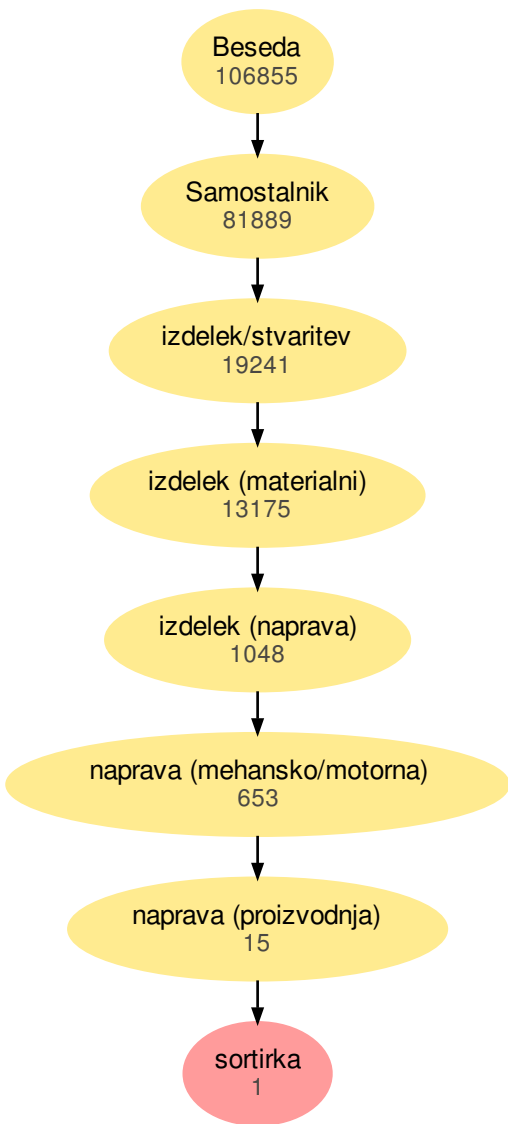 Beseda
106855
Samostalnik
81889
izdelek/stvaritev
19241
izdelek (materialni)
13175
izdelek (naprava)
1048
naprava (mehansko/motorna)
653
naprava (proizvodnja)
15
sortirka
1